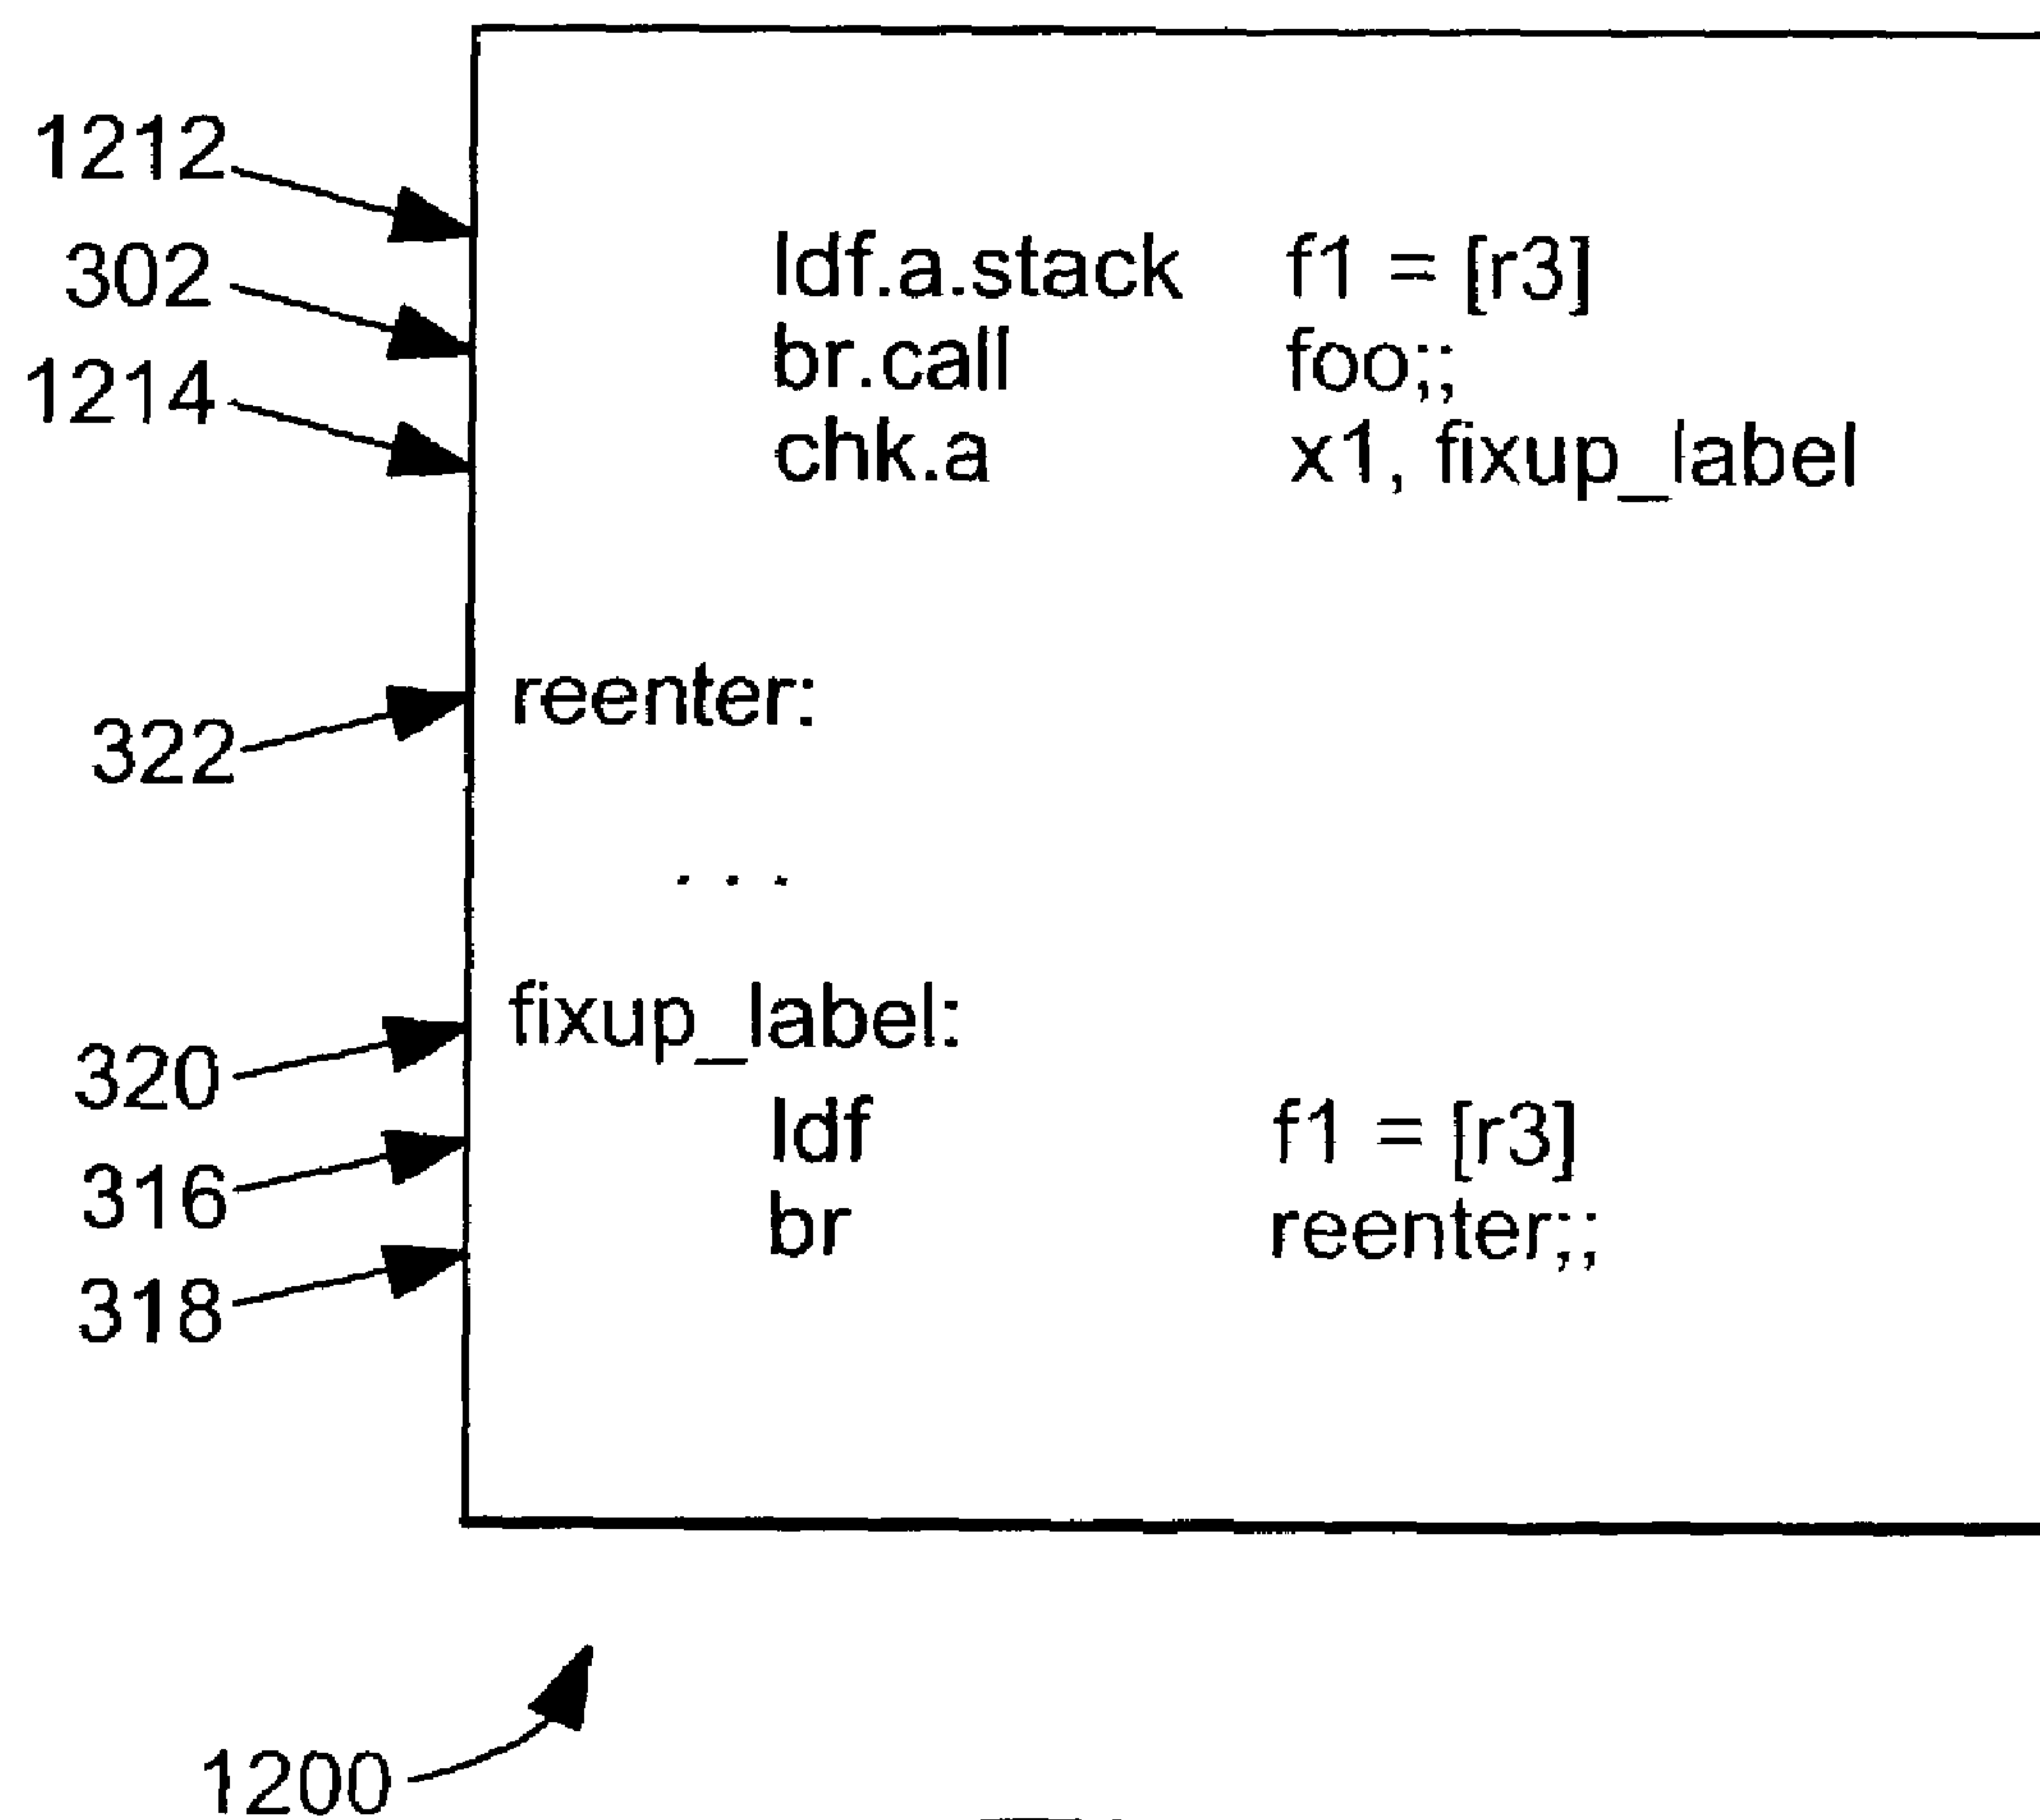 1212
302
1214
ldf.a.stack f1 = [r3]
br.call foo;;
chk.a x1, fixup_label
322
reenter:
. . .
320
fixup_label:
316
ldf f1 = [r3]
318
br reenter;;
1200